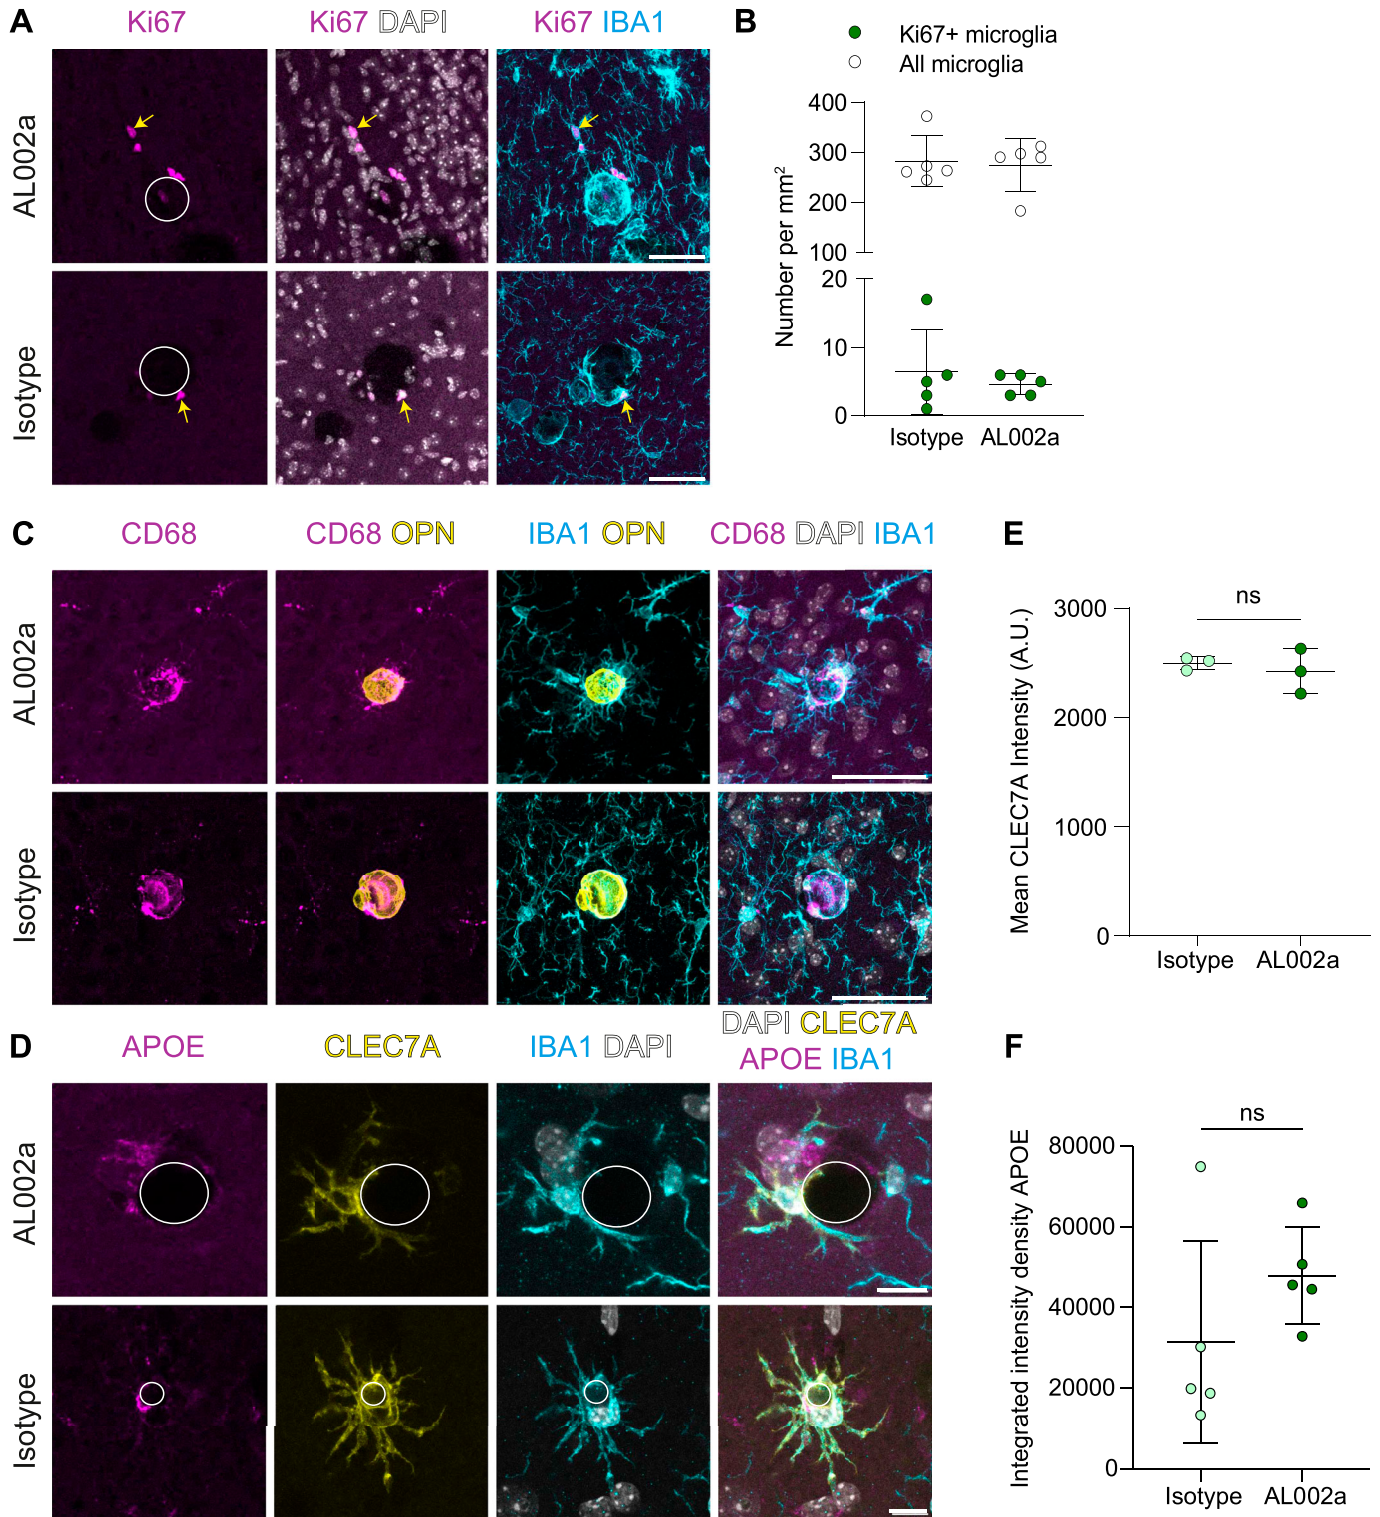 A
Ki67
Ki67 DAPI
Ki67 IBA1
AL002a
Isotype
B
Ki67+ microglia
All microglia
Number per mm2
400
300
200
100
20
10
0
Isotype
AL002a
C
CD68
CD68 OPN
IBA1 OPN
CD68 DAPI IBA1
AL002a
Isotype
E
ns
Mean CLEC7A Intensity (A.U.)
3000
2000
1000
0
Isotype
AL002a
D
APOE
CLEC7A
IBA1 DAPI
DAPI CLEC7A
APOE IBA1
AL002a
Isotype
F
ns
Integrated intensity density APOE
80000
60000
40000
20000
0
Isotype
AL002a